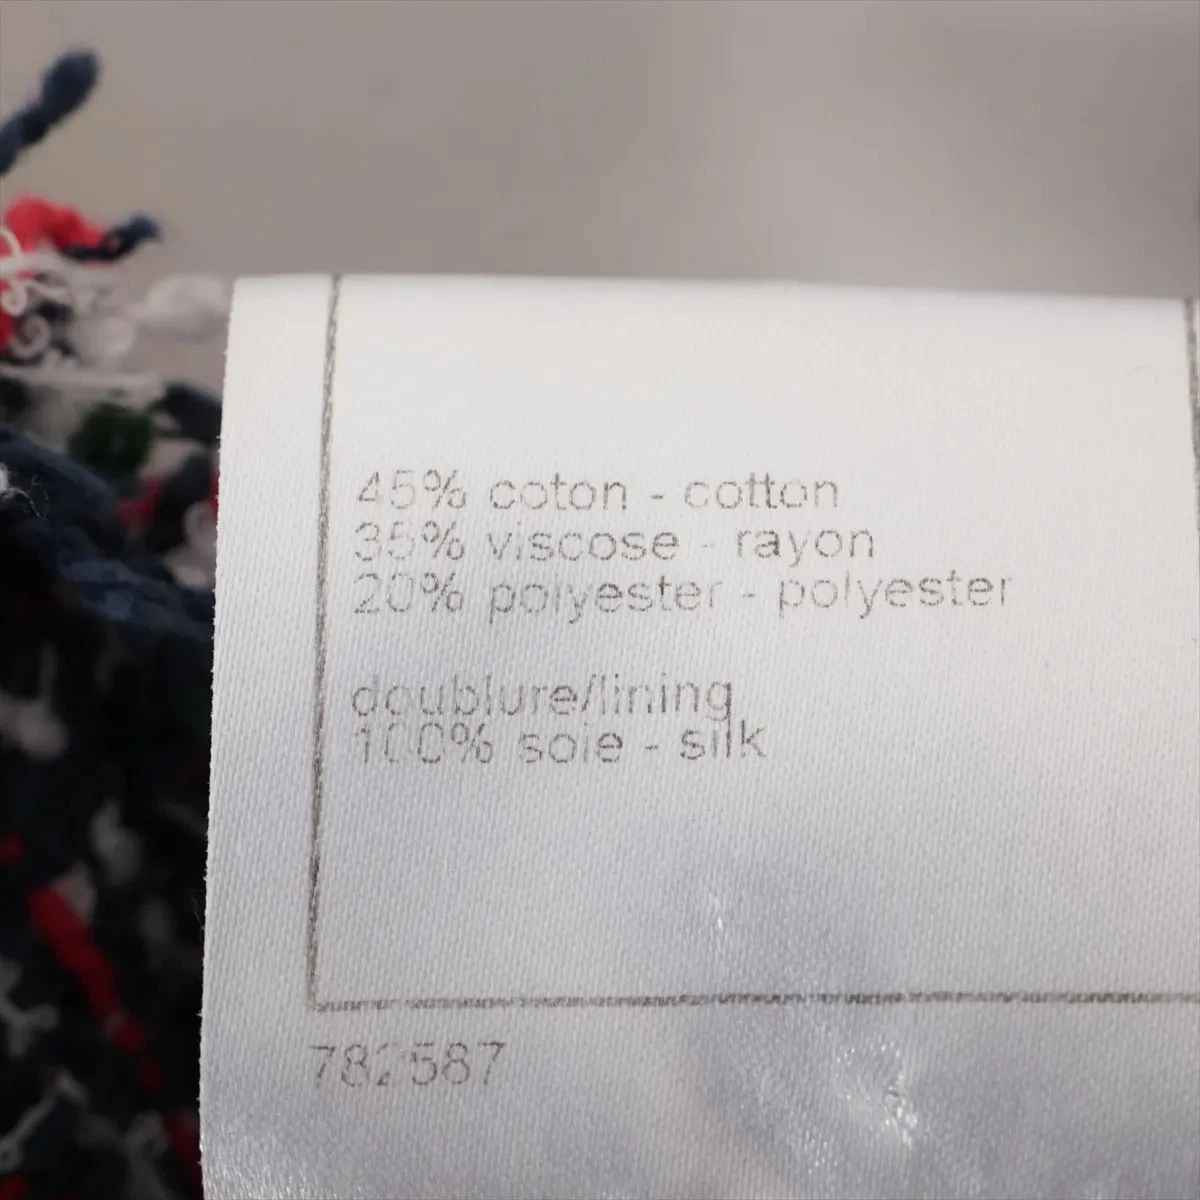 45% coton - cotton
35% viscose - rayon
20% polyester - polyester
doublure/lining
100% soie - silk
782587